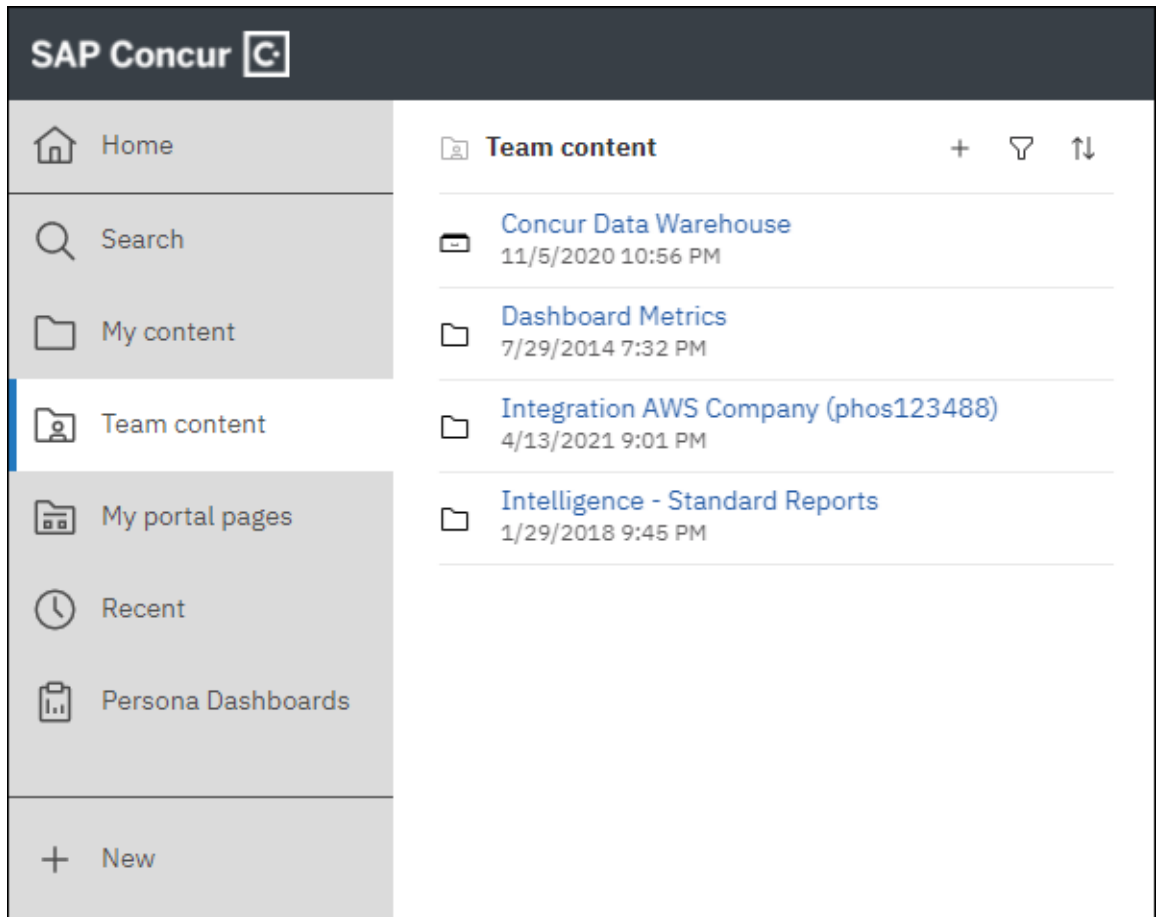 SAP Concur C
Home
Search
My content
Team content
My portal pages
Recent
Persona Dashboards
New
Team content
Concur Data Warehouse
11/5/2020 10:56 PM
Dashboard Metrics
7/29/2014 7:32 PM
Integration AWS Company (phos123488)
4/13/2021 9:01 PM
Intelligence - Standard Reports
1/29/2018 9:45 PM